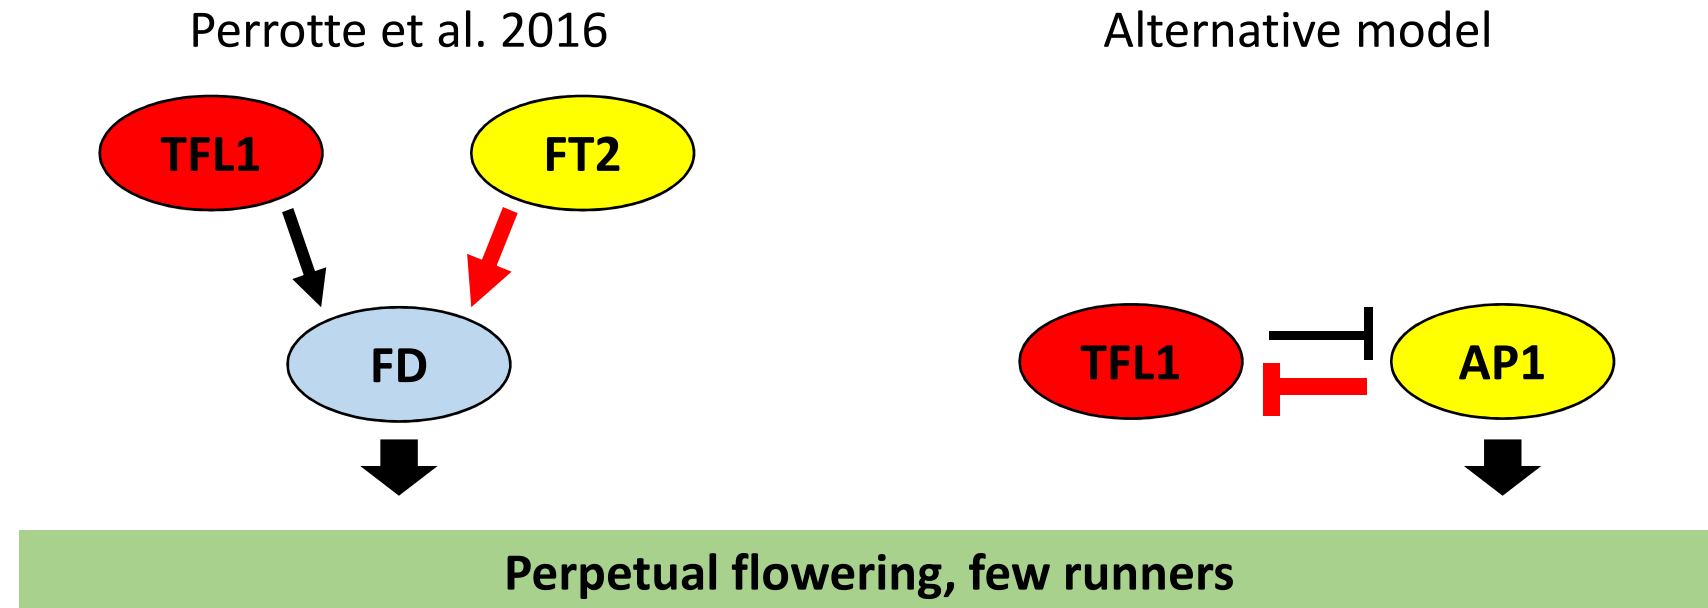 Perrotte et al. 2016
Alternative model
TFL1
FT2
FD
TFL1
AP1
Perpetual flowering, few runners